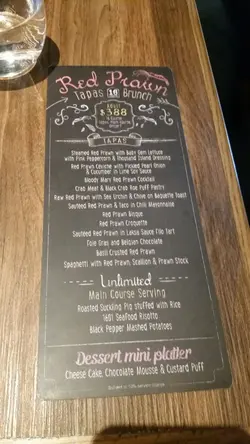 Red Prawn
Tapas Brunch
$388
TAPAS
Steamed Red Prawn with Baby Gem Lettuce
with Pink Peppercorn & Thousand Island Dressing
Red Prawn Ceviche with Pickled Pearl Onion
& Cucumber in Lime Soy Sauce
Bloody Mary Red Prawn Cocktail
Crab Meat & Black Crab Roe Puff Pastry
Raw Red Prawn with Sea Urchin & Chive on Baguette Toast
Sautéed Red Prawn & Taco in Chili Mayonnaise
Red Prawn Bisque
Red Prawn Croquette
Sautéed Red Prawn in Laksa Sauce Filo Tart
Foie Gras and Belgian Chocolate
Basil Crusted Red Prawn
Spaghetti with Red Prawn, Scallion & Prawn Stock
Unlimited
Main Course Serving
Roasted Suckling Pig stuffed with Rice
Seafood Risotto
Black Pepper Mashed Potatoes
Dessert mini platter
Cheese Cake, Chocolate Mousse & Custard Puff